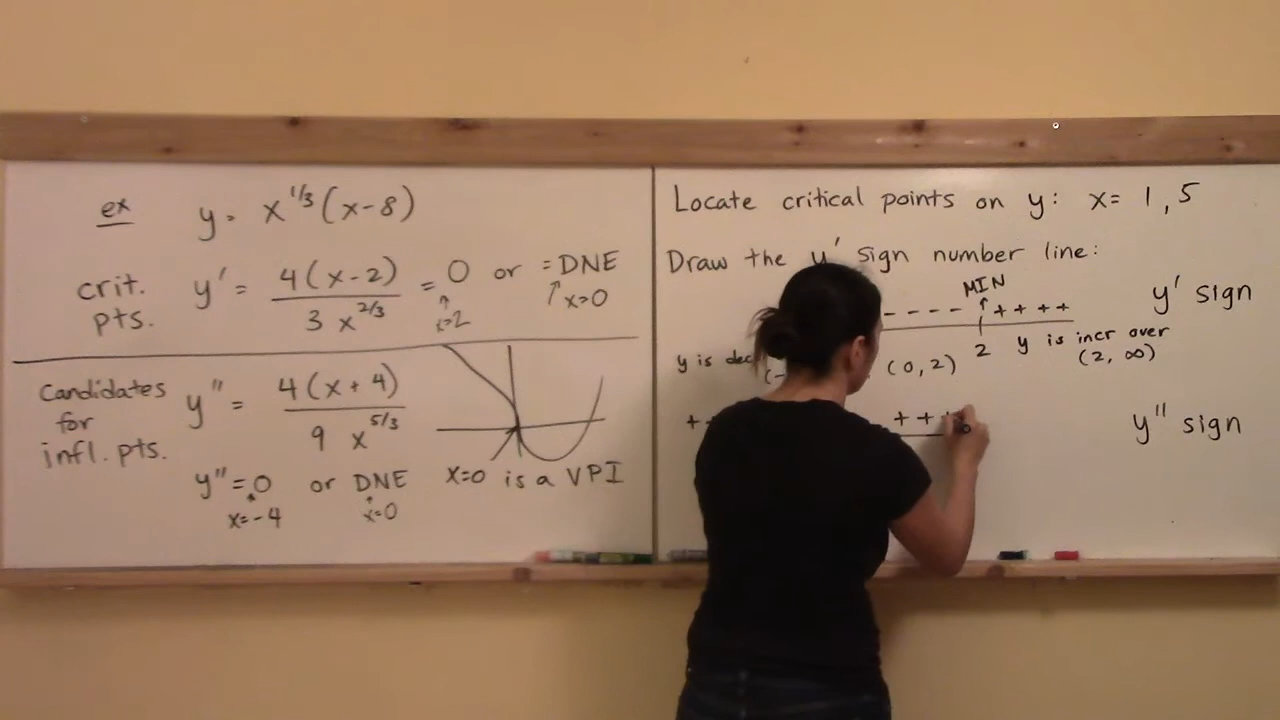 ex y = x^1/3 (x-8)
crit. pts. y' = 4(x-2) / 3 x^2/3 = 0 or = DNE
x=2 x=0
Candidates for infl. pts. y'' = 4(x+4) / 9 x^5/3
y''=0 or DNE
x=-4 x=0
x=0 is a VPI
Locate critical points on y: x= 1, 5
Draw the y' sign number line:
MIN
- - - - + + + + y' sign
2
y is dec (0, 2) y is incr over (2, ∞)
+ + + y'' sign